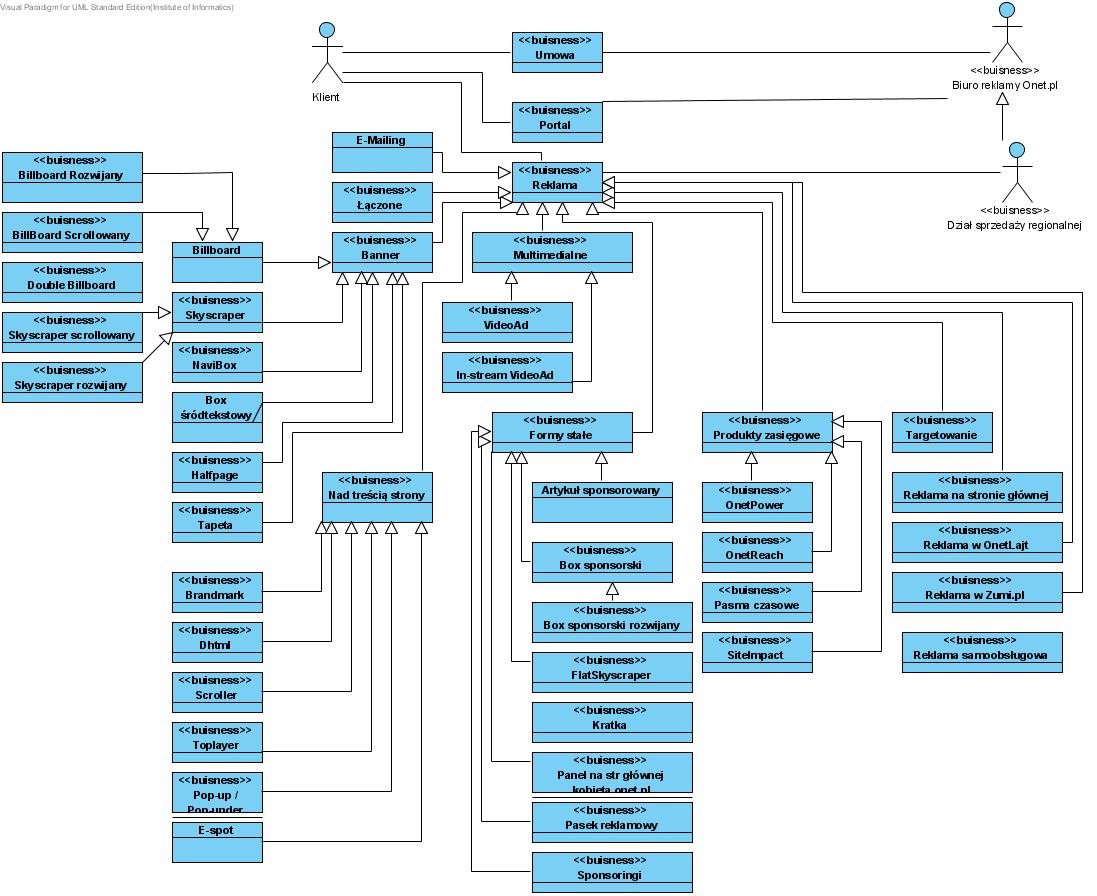 Visual Paradigm for UML Standard Edition(Institute of Informatics)
Klient
<<buisness>>
Umowa
<<buisness>>
Biuro reklamy Onet.pl
<<buisness>>
Portal
E-Mailing
<<buisness>>
Reklama
<<buisness>>
Łączone
<<buisness>>
Dział sprzedaży regionalnej
<<buisness>>
Billboard Rozwijany
<<buisness>>
BillBoard Scrollowany
<<buisness>>
Double Billboard
<<buisness>>
Skyscraper scrollowany
<<buisness>>
Skyscraper rozwijany
Billboard
<<buisness>>
Banner
<<buisness>>
Multimedialne
<<buisness>>
Skyscraper
<<buisness>>
NaviBox
Box
śródtekstowy
<<buisness>>
Halfpage
<<buisness>>
Tapeta
<<buisness>>
VideoAd
<<buisness>>
In-stream VideoAd
<<buisness>>
Nad treścią strony
<<buisness>>
Brandmark
<<buisness>>
Dhtml
<<buisness>>
Scroller
<<buisness>>
Toplayer
<<buisness>>
Pop-up /
Pop-under
E-spot
<<buisness>>
Formy stałe
Artykuł sponsorowany
<<buisness>>
Box sponsorski
<<buisness>>
Box sponsorski rozwijany
<<buisness>>
FlatSkyscraper
<<buisness>>
Kratka
<<buisness>>
Panel na str głównej
kobieta.onet.pl
<<buisness>>
Pasek reklamowy
<<buisness>>
Sponsoringi
<<buisness>>
Produkty zasięgowe
<<buisness>>
OnetPower
<<buisness>>
OnetReach
<<buisness>>
Pasma czasowe
<<buisness>>
SiteImpact
<<buisness>>
Targetowanie
<<buisness>>
Reklama na stronie głównej
<<buisness>>
Reklama w OnetLajt
<<buisness>>
Reklama w Zumi.pl
<<buisness>>
Reklama samoobsługowa